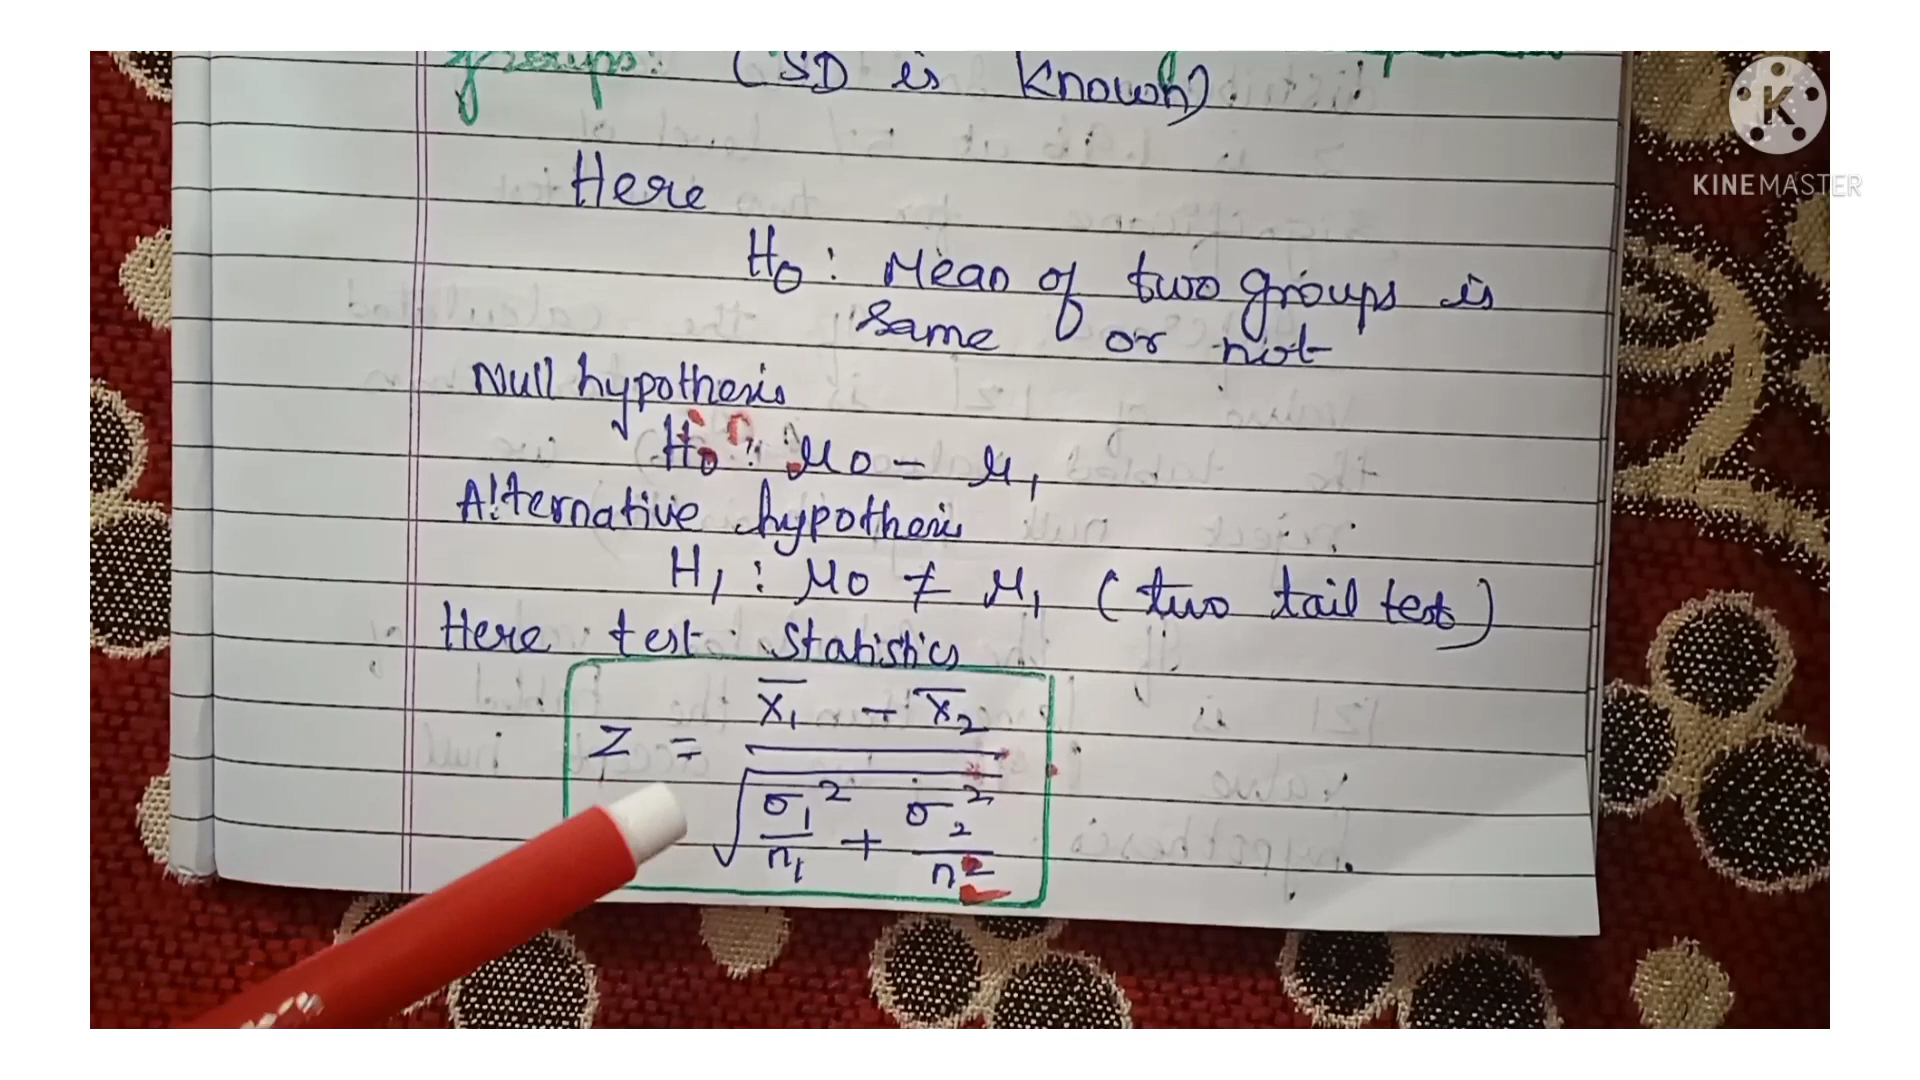 groups: (SD is known)
K
KINEMASTER
Here
H0 : Mean of two groups is
same or not
Null hypothesis
H0 : μ0 = μ1
Alternative hypothesis
H1 : μ0 ≠ μ1 (two tail test)
Here test statistics
Z = (x̄1 - x̄2) / √(σ1²/n1 + σ2²/n2)